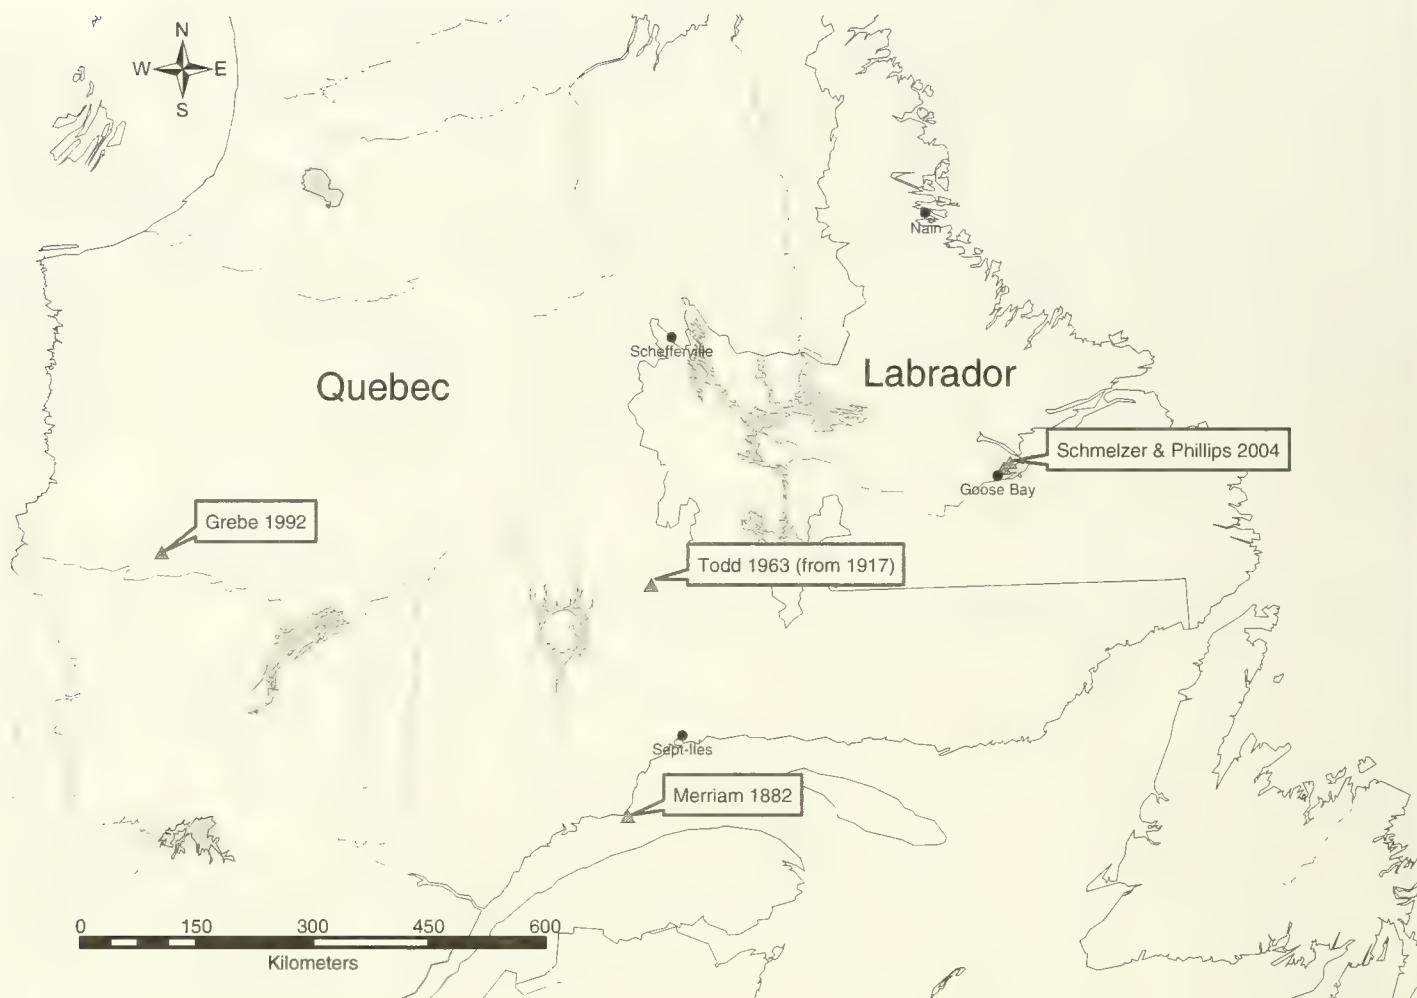 N
W E
S
Nain
Schefferville
Quebec
Labrador
Schmelzer & Phillips 2004
Goose Bay
Grebe 1992
Todd 1963 (from 1917)
Sept-Iles
Merriam 1882
0 150 300 450 600
Kilometers